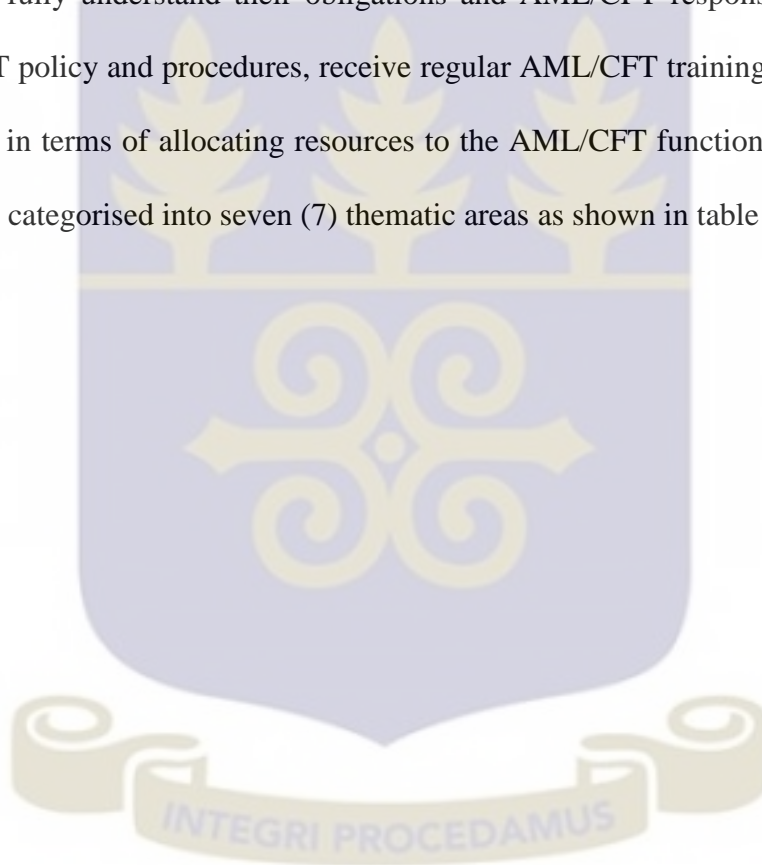 fully understand their obligations and AML/CFT respons
T policy and procedures, receive regular AML/CFT training
in terms of allocating resources to the AML/CFT function
categorised into seven (7) thematic areas as shown in table
INTEGRI PROCEDAMUS